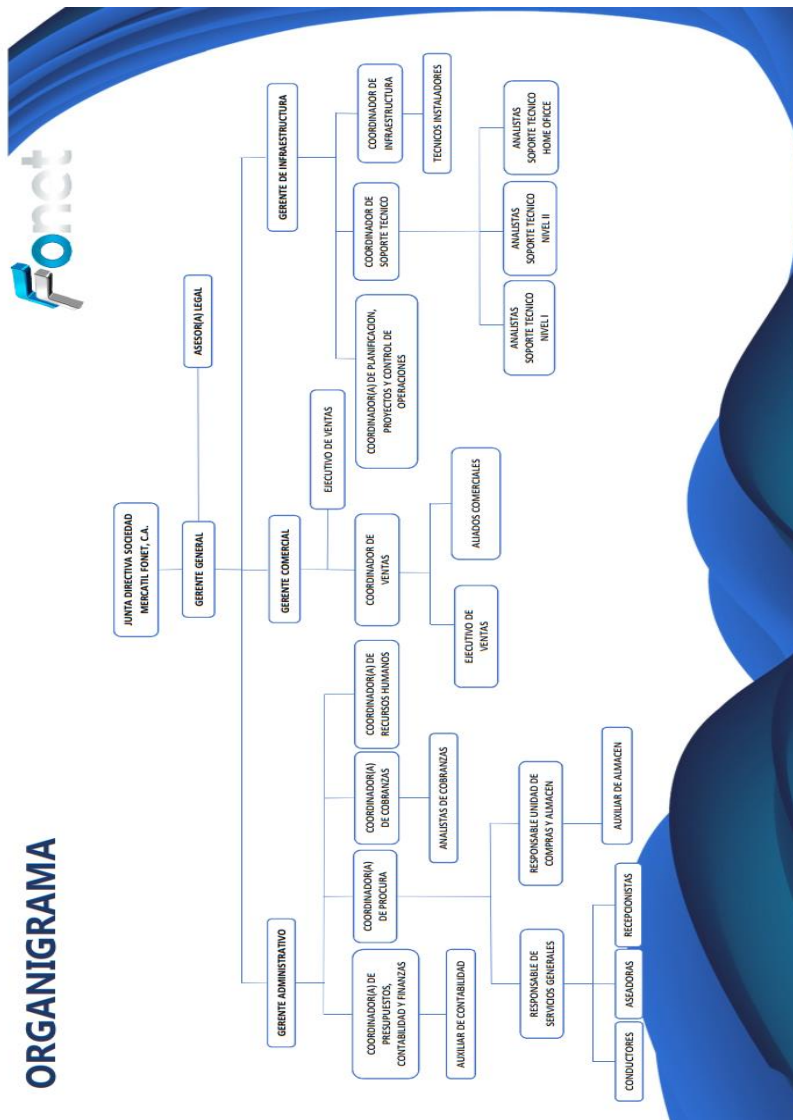 ORGANIGRAMA
Fonet
JUNTA DIRECTIVA SOCIEDAD
MERCATIL FONET, C.A.
GERENTE GENERAL
ASESOR(A) LEGAL
GERENTE ADMINISTRATIVO
GERENTE COMERCIAL
GERENTE DE INFRAESTRUCTURA
EJECUTIVO DE VENTAS
COORDINADOR(A) DE
PRESUPUESTOS,
CONTABILIDAD Y FINANZAS
COORDINADOR(A)
DE PROCURA
COORDINADOR(A)
DE COBRANZAS
COORDINADOR(A) DE
RECURSOS HUMANOS
COORDINADOR DE
VENTAS
COORDINADOR(A) DE PLANIFICACION,
PROYECTOS Y CONTROL DE
OPERACIONES
COORDINADOR DE
SOPORTE TECNICO
COORDINADOR DE
INFRAESTRUCTURA
AUXILIAR DE CONTABILIDAD
ANALISTAS DE COBRANZAS
EJECUTIVO DE
VENTAS
ALIADOS COMERCIALES
TECNICOS INSTALADORES
RESPONSABLE DE
SERVICIOS GENERALES
RESPONSABLE UNIDAD DE
COMPRAS Y ALMACEN
ANALISTAS
SOPORTE TECNICO
NIVEL I
ANALISTAS
SOPORTE TECNICO
NIVEL II
ANALISTAS
SOPORTE TECNICO
HOME OFICCE
CONDUCTORES
ASEADORAS
RECEPCIONISTAS
AUXILIAR DE ALMACEN